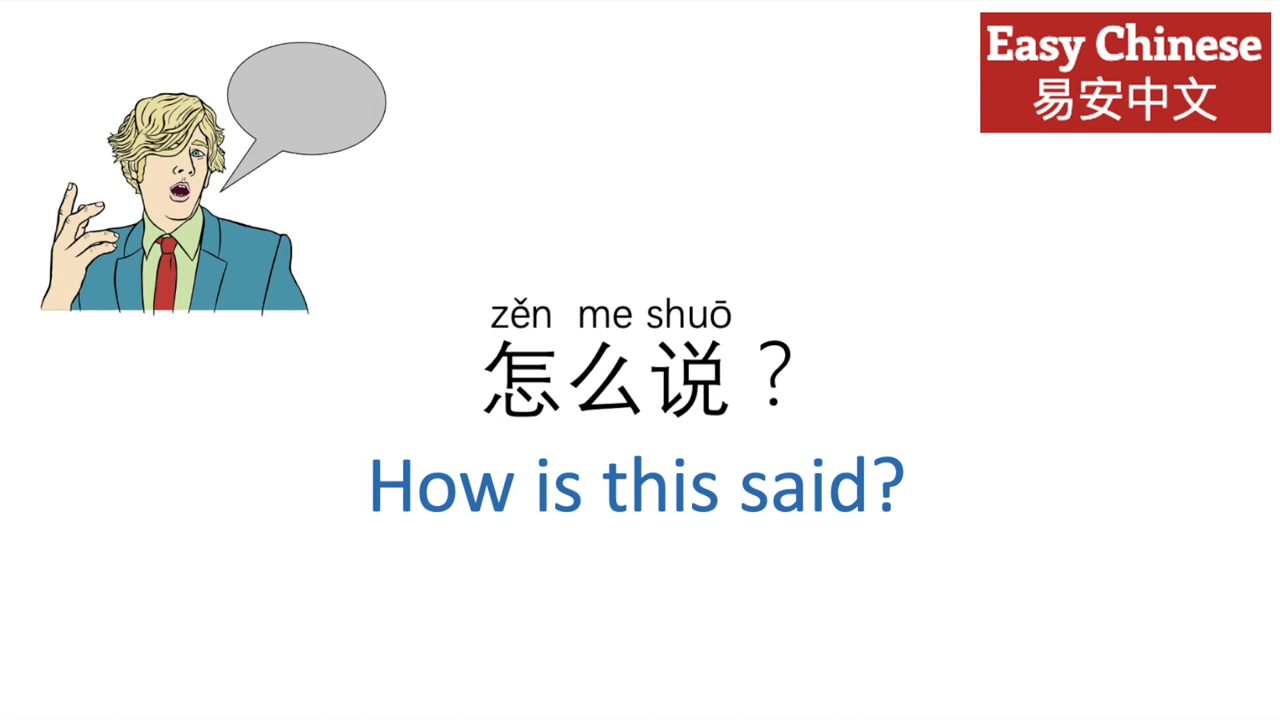 Easy Chinese
易安中文
zěn me shuō
怎么说？
How is this said?